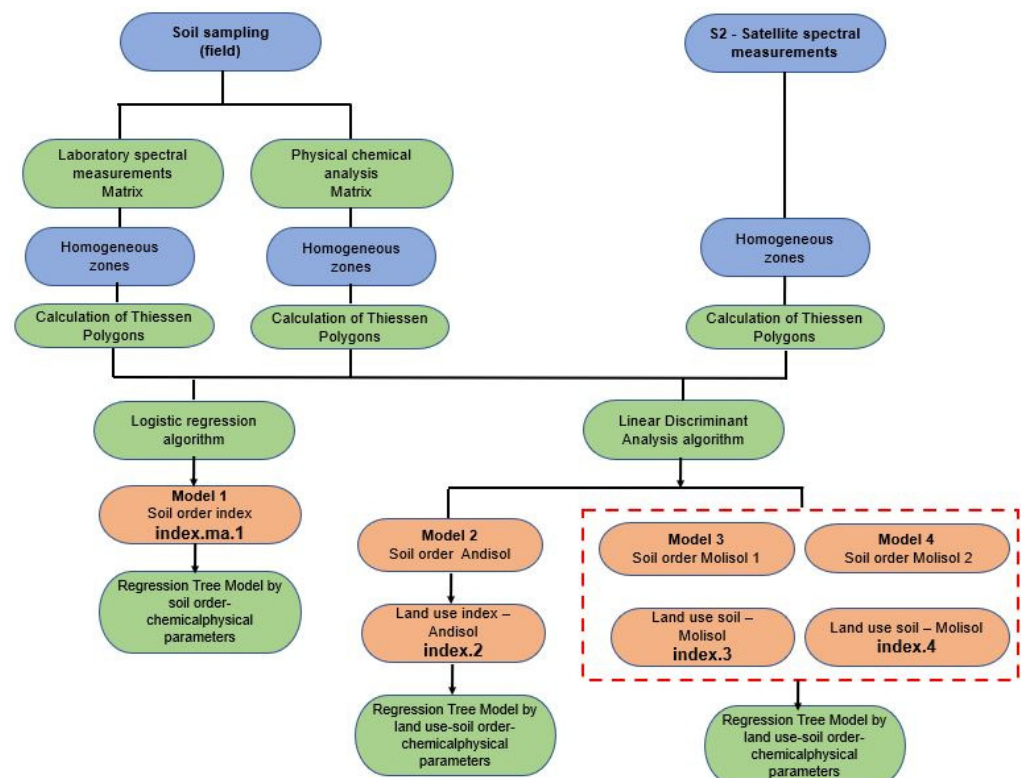 Soil sampling
(field)
S2 - Satellite spectral
measurements
Laboratory spectral
measurements
Matrix
Physical chemical
analysis
Matrix
Homogeneous
zones
Homogeneous
zones
Homogeneous
zones
Calculation of Thiessen
Polygons
Calculation of Thiessen
Polygons
Calculation of Thiessen
Polygons
Logistic regression
algorithm
Linear Discriminant
Analysis algorithm
Model 1
Soil order index
index.ma.1
Model 2
Soil order Andisol
Model 3
Soil order Molisol 1
Model 4
Soil order Molisol 2
Regression Tree Model by
soil order-
chemicalphysical
parameters
Land use index –
Andisol
index.2
Land use soil –
Molisol
index.3
Land use soil – Molisol
index.4
Regression Tree Model by
land use-soil order-
chemicalphysical
parameters
Regression Tree Model by
land use-soil order-
chemicalphysical
parameters